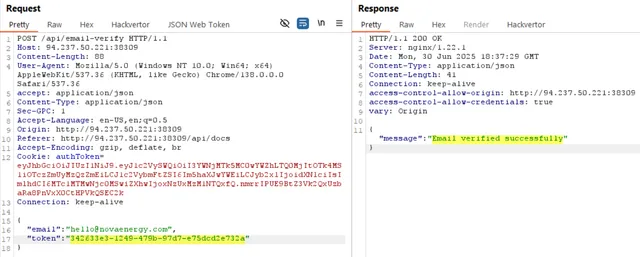 Request
Pretty Raw Hex Hackvertor JSON Web Token
\n
1 POST /api/email-verify HTTP/1.1
2 Host: 94.237.50.221:38309
3 Content-Length: 88
4 User-Agent: Mozilla/5.0 (Windows NT 10.0; Win64; x64)
AppleWebKit/537.36 (KHTML, like Gecko) Chrome/138.0.0.0
Safari/537.36
5 accept: application/json
6 Content-Type: application/json
7 Sec-GPC: 1
8 Accept-Language: en-US,en;q=0.5
9 Origin: http://94.237.50.221:38309
10 Referer: http://94.237.50.221:38309/api/docs
11 Accept-Encoding: gzip, deflate, br
12 Cookie: authToken=
13 Connection: keep-alive
14
15 {
16 "email":"hello@novaenergy.com",
17 "token":"342633e3-1249-479b-97d7-e75dcd2e732a"
18 }
Response
Pretty Raw Hex Render Hackvertor
1 HTTP/1.1 200 OK
2 Server: nginx/1.22.1
3 Date: Mon, 30 Jun 2025 18:37:29 GMT
4 Content-Type: application/json
5 Content-Length: 41
6 Connection: keep-alive
7 access-control-allow-origin: http://94.237.50.221:38309
8 access-control-allow-credentials: true
9 vary: Origin
10
11 {
"message":"Email verified successfully"
}